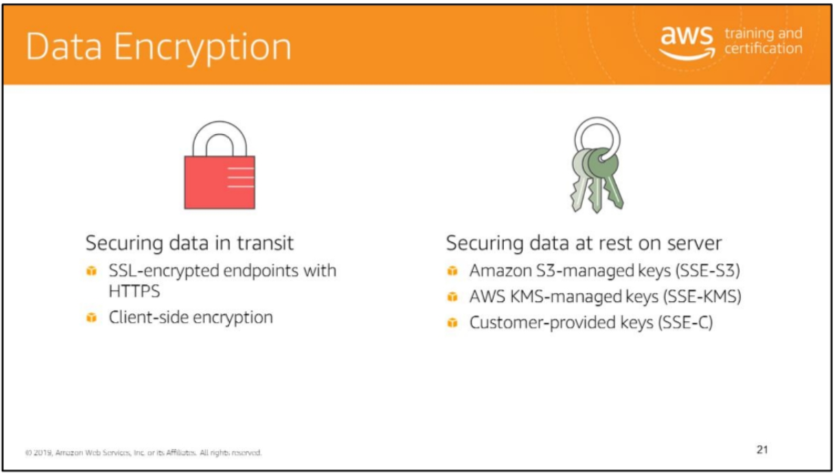 Data Encryption
aws training and
certification
Securing data in transit
SSL-encrypted endpoints with
HTTPS
Client-side encryption
Securing data at rest on server
Amazon S3-managed keys (SSE-S3)
AWS KMS-managed keys (SSE-KMS)
Customer-provided keys (SSE-C)
© 2019, Amazon Web Services, Inc. or its Affiliates. All rights reserved.
21